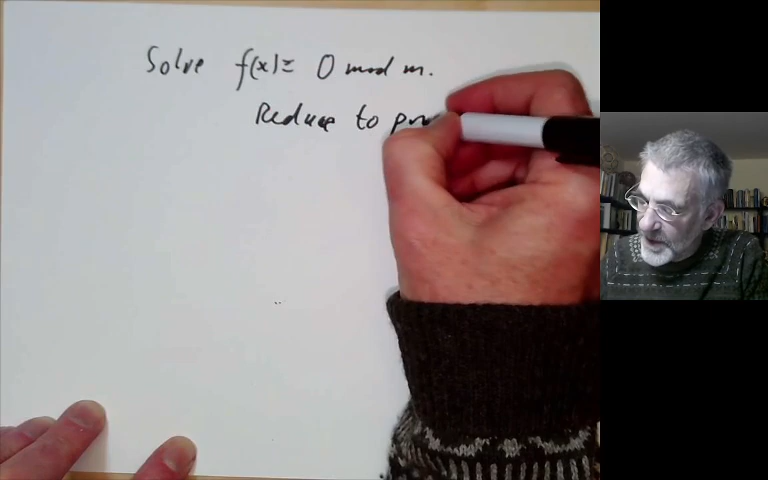 Solve f(x) ≡ 0 mod m.
Reduce to